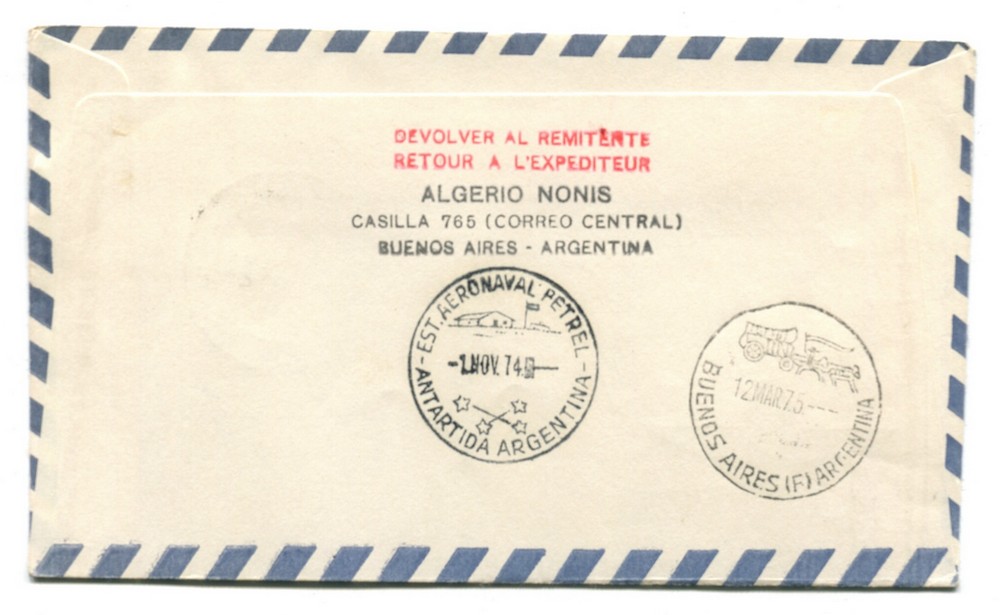 DEVOLVER AL REMITENTE
RETOUR A L'EXPEDITEUR
ALGERIO NONIS
CASILLA 765 (CORREO CENTRAL)
BUENOS AIRES - ARGENTINA
EST. AERONAVAL PETREL
-1.NOV.74
ANTARTIDA ARGENTINA
12 MAR 75
BUENOS AIRES (F) ARGENTINA